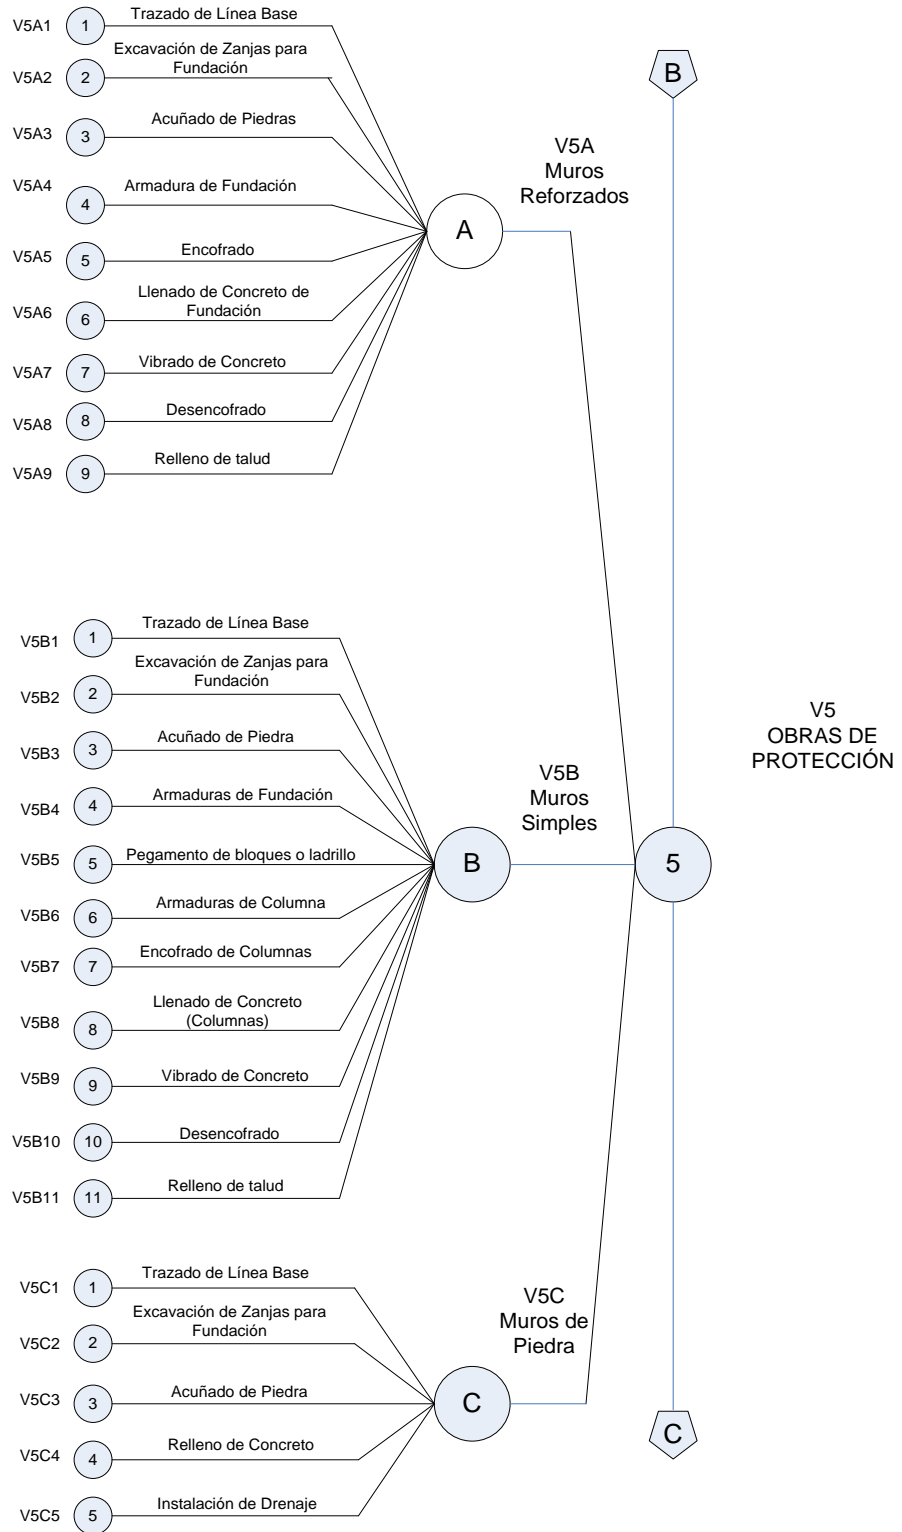 V5A1
1
Trazado de Línea Base
V5A2
2
Excavación de Zanjas para
Fundación
V5A3
3
Acuñado de Piedras
V5A4
4
Armadura de Fundación
V5A5
5
Encofrado
V5A6
6
Llenado de Concreto de
Fundación
V5A7
7
Vibrado de Concreto
V5A8
8
Desencofrado
V5A9
9
Relleno de talud
A
V5A
Muros
Reforzados
B
V5B1
1
Trazado de Línea Base
V5B2
2
Excavación de Zanjas para
Fundación
V5B3
3
Acuñado de Piedra
V5B4
4
Armaduras de Fundación
V5B5
5
Pegamento de bloques o ladrillo
V5B6
6
Armaduras de Columna
V5B7
7
Encofrado de Columnas
V5B8
8
Llenado de Concreto
(Columnas)
V5B9
9
Vibrado de Concreto
V5B10
10
Desencofrado
V5B11
11
Relleno de talud
B
V5B
Muros
Simples
5
V5
OBRAS DE
PROTECCIÓN
V5C1
1
Trazado de Línea Base
V5C2
2
Excavación de Zanjas para
Fundación
V5C3
3
Acuñado de Piedra
V5C4
4
Relleno de Concreto
V5C5
5
Instalación de Drenaje
C
V5C
Muros de
Piedra
C